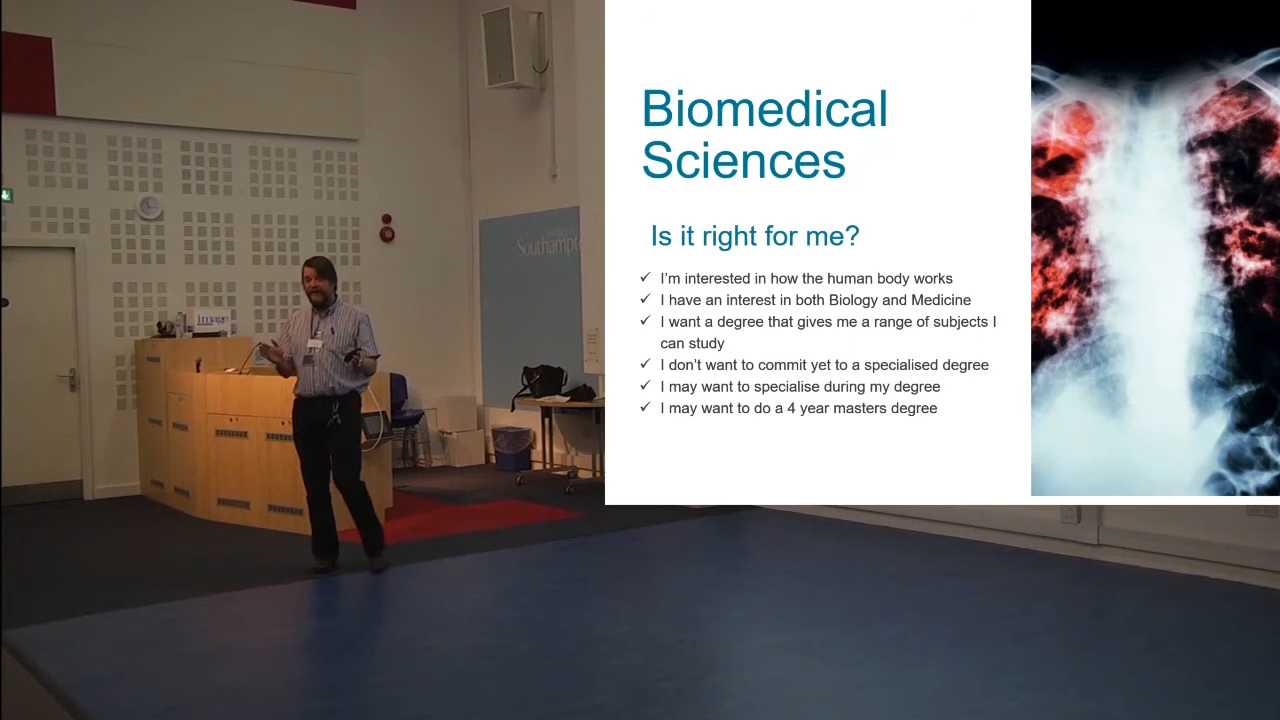 Biomedical
Sciences
Is it right for me?
✓ I’m interested in how the human body works
✓ I have an interest in both Biology and Medicine
✓ I want a degree that gives me a range of subjects I
can study
✓ I don’t want to commit yet to a specialised degree
✓ I may want to specialise during my degree
✓ I may want to do a 4 year masters degree
image